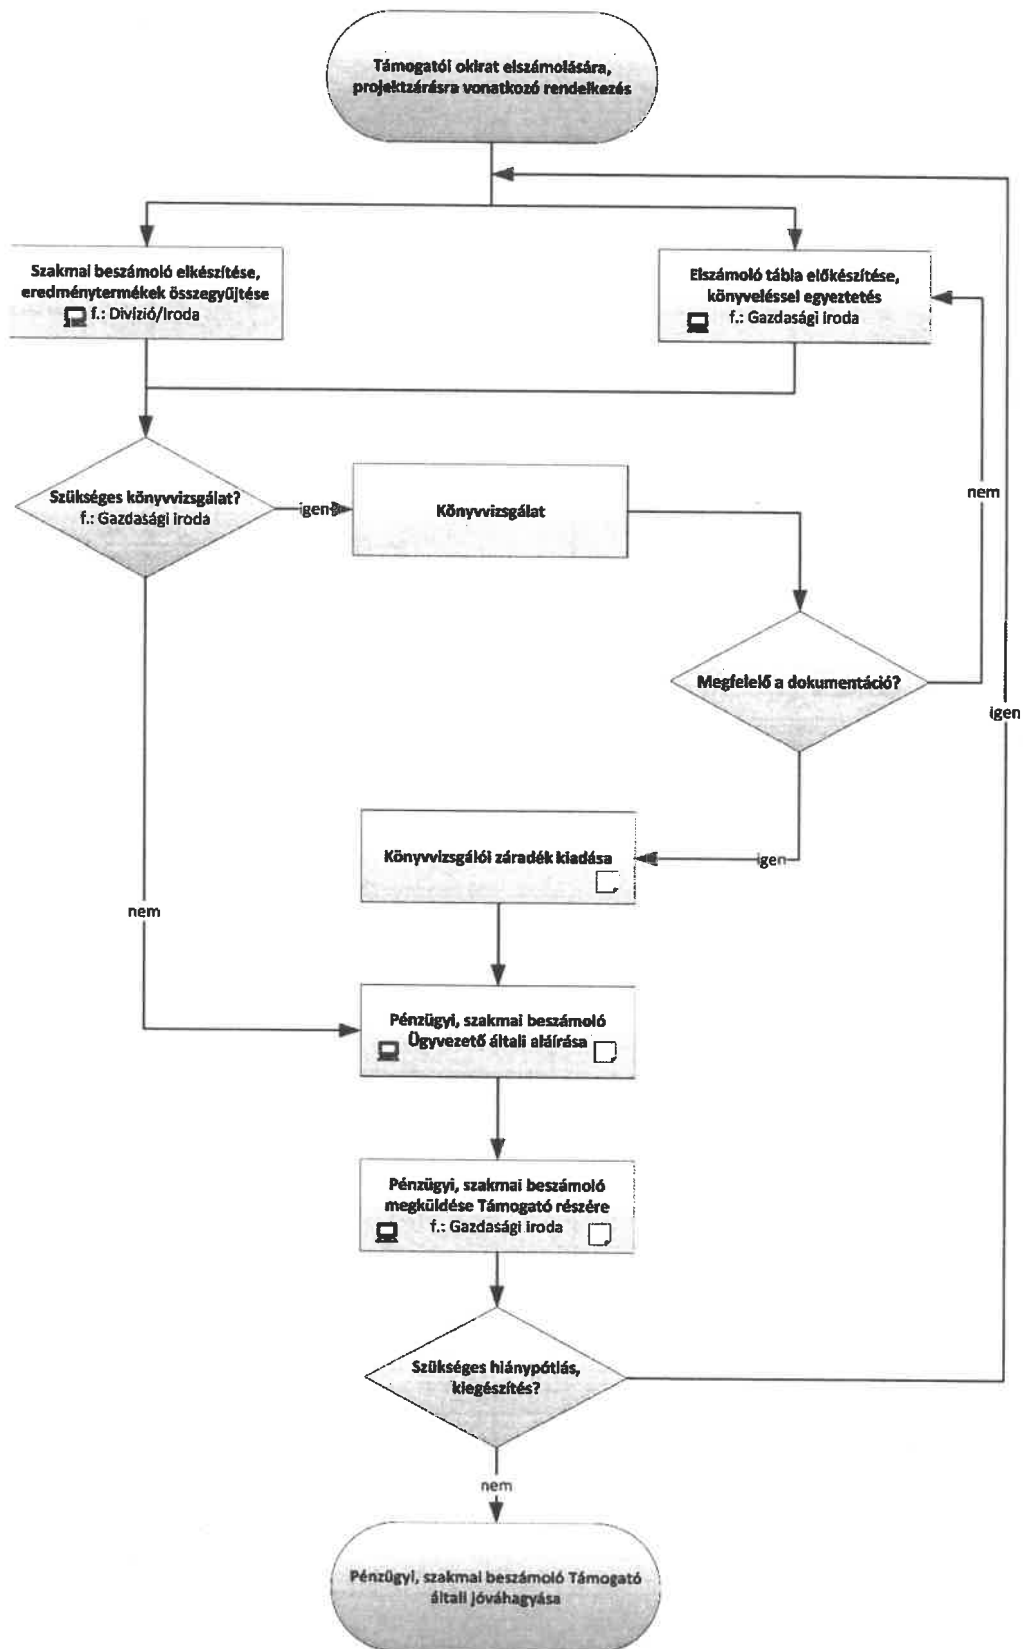 Támogatói okirat elszámolására,
projektzárásra vonatkozó rendelkezés
Szakmai beszámoló elkészítése,
eredménytermékek összegyűjtése
f.: Divízió/Iroda
Elszámoló tábla előkészítése,
könyveléssel egyeztetés
f.: Gazdasági iroda
Szükséges könyvvizsgálat?
f.: Gazdasági iroda
igen
Könyvvizsgálat
nem
Megfelelő a dokumentáció?
igen
Könyvvizsgálói záradék kiadása
igen
nem
Pénzügyi, szakmai beszámoló
Ügyvezető általi aláírása
Pénzügyi, szakmai beszámoló
megküldése Támogató részére
f.: Gazdasági iroda
Szükséges hiánypótlás,
kiegészítés?
nem
Pénzügyi, szakmai beszámoló Támogató
általi jóváhagyása